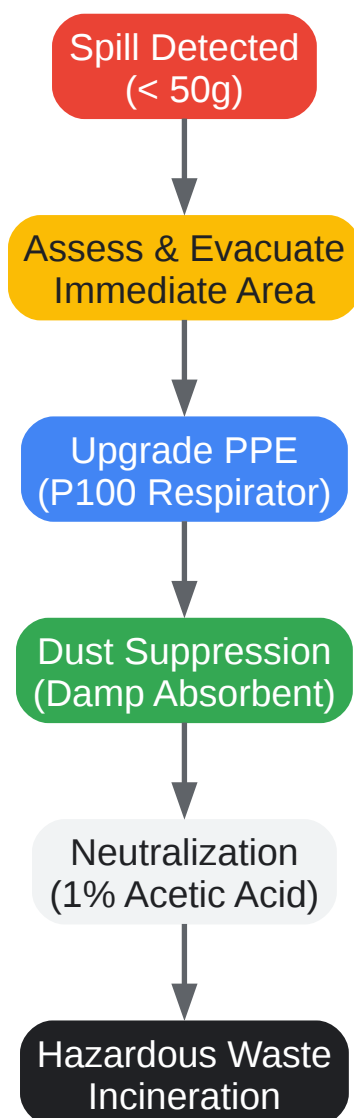 Spill Detected
(< 50g)
Assess & Evacuate
Immediate Area
Upgrade PPE
(P100 Respirator)
Dust Suppression
(Damp Absorbent)
Neutralization
(1% Acetic Acid)
Hazardous Waste
Incineration